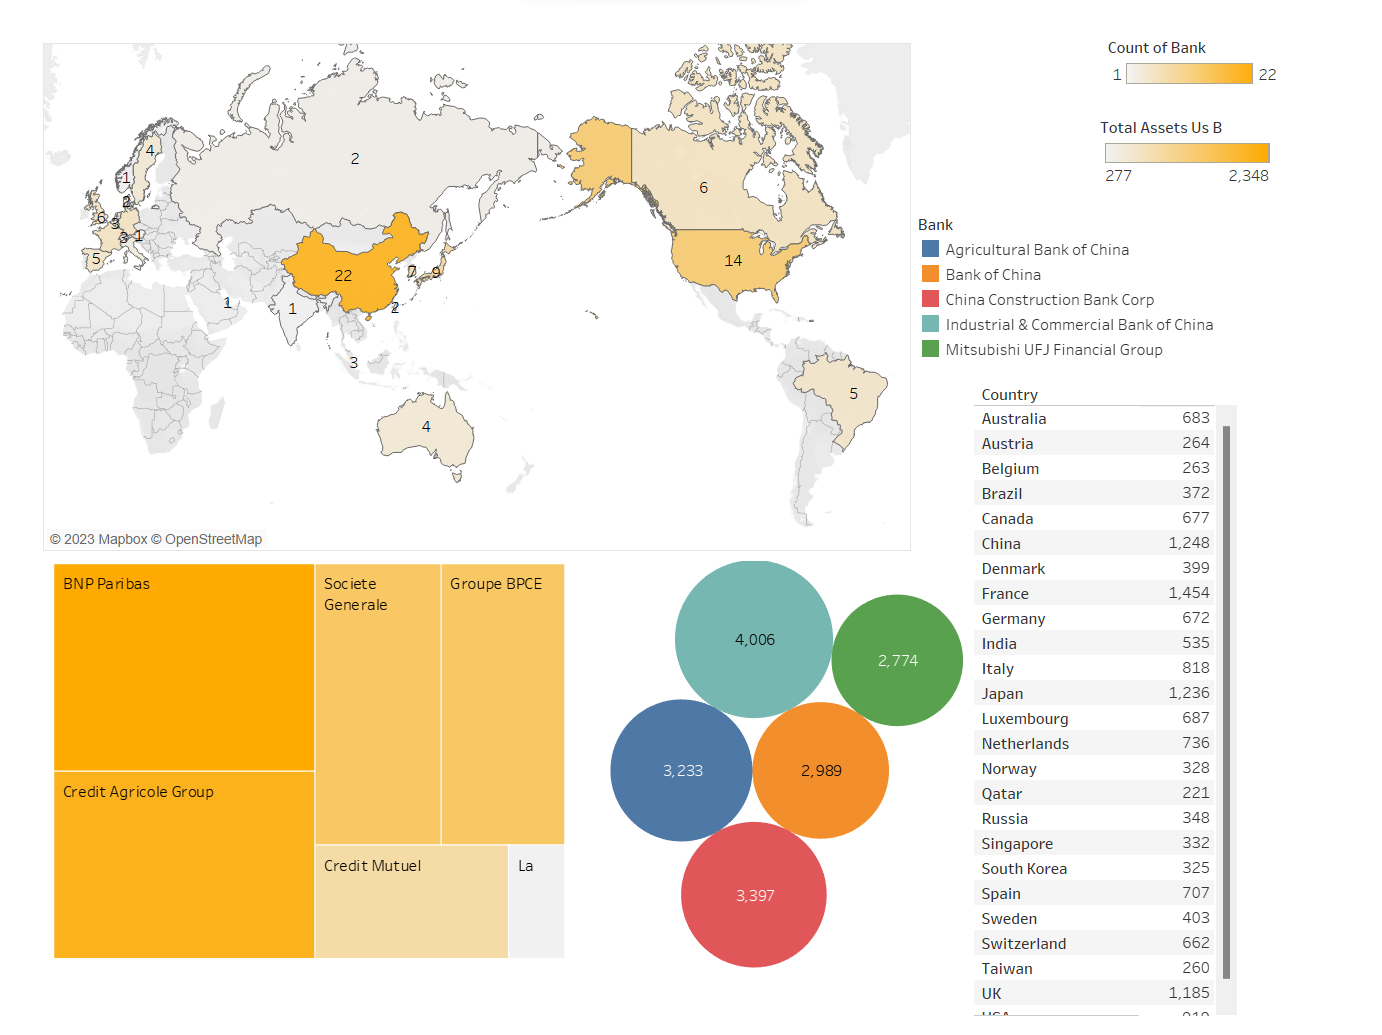 Count of Bank
1 22
Total Assets Us B
277 2,348
4
2
1
2
6
6
3
3 1
5
22
7 9
14
1
1
2
3
5
4
© 2023 Mapbox © OpenStreetMap
Bank
Agricultural Bank of China
Bank of China
China Construction Bank Corp
Industrial & Commercial Bank of China
Mitsubishi UFJ Financial Group
Country
Australia 683
Austria 264
Belgium 263
Brazil 372
Canada 677
China 1,248
Denmark 399
France 1,454
Germany 672
India 535
Italy 818
Japan 1,236
Luxembourg 687
Netherlands 736
Norway 328
Qatar 221
Russia 348
Singapore 332
South Korea 325
Spain 707
Sweden 403
Switzerland 662
Taiwan 260
UK 1,185
BNP Paribas
Societe
Generale
Groupe BPCE
Credit Agricole Group
Credit Mutuel
La
4,006
2,774
3,233
2,989
3,397